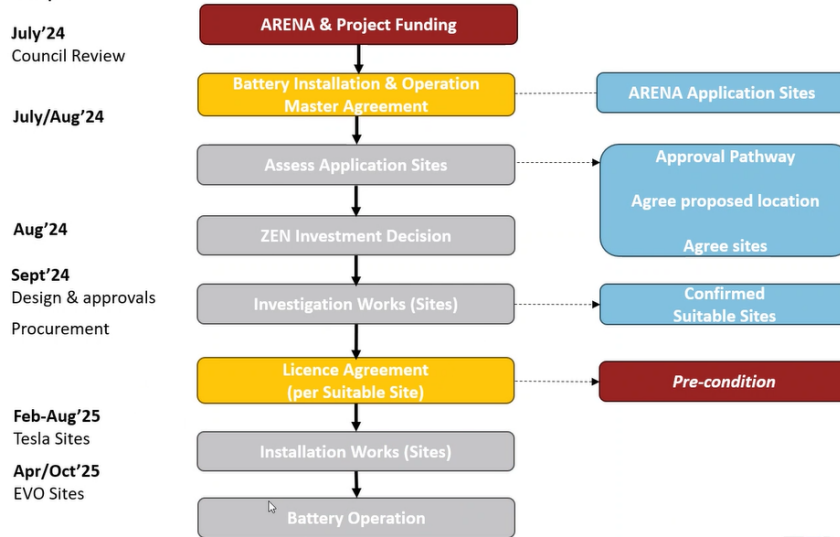 ARENA & Project Funding
July’24
Council Review
Battery Installation & Operation
Master Agreement
ARENA Application Sites
July/Aug’24
Assess Application Sites
Approval Pathway
Agree proposed location
Agree sites
Aug’24
ZEN Investment Decision
Sept’24
Design & approvals
Procurement
Investigation Works (Sites)
Confirmed
Suitable Sites
Licence Agreement
(per Suitable Site)
Pre-condition
Feb-Aug’25
Tesla Sites
Installation Works (Sites)
Apr/Oct’25
EVO Sites
Battery Operation